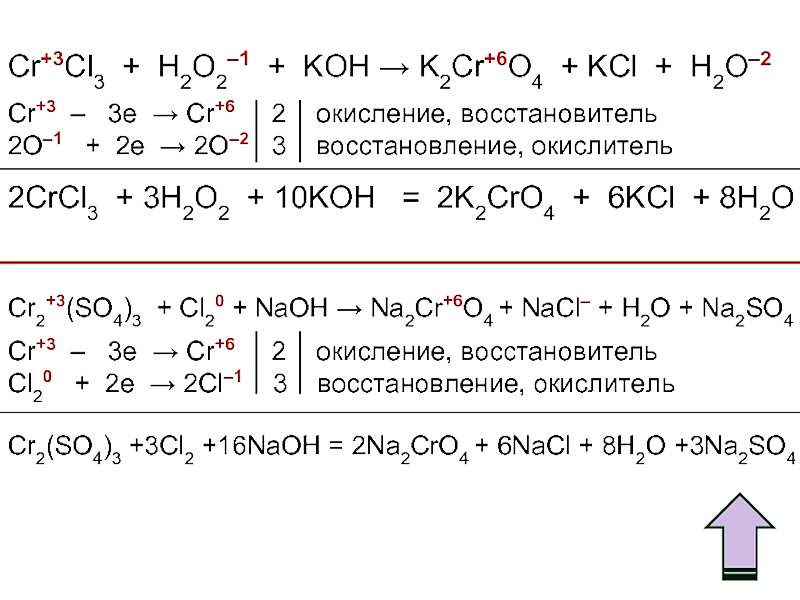 Cr⁺³Cl₃ + H₂O₂⁻¹ + KOH → K₂Cr⁺⁶O₄ + KCl + H₂O⁻²
Cr⁺³ – 3e → Cr⁺⁶ | 2 | окисление, восстановитель
2O⁻¹ + 2e → 2O⁻² | 3 | восстановление, окислитель
2CrCl₃ + 3H₂O₂ + 10KOH = 2K₂CrO₄ + 6KCl + 8H₂O
Cr₂⁺³(SO₄)₃ + Cl₂⁰ + NaOH → Na₂Cr⁺⁶O₄ + NaCl⁻ + H₂O + Na₂SO₄
Cr⁺³ – 3e → Cr⁺⁶ | 2 | окисление, восстановитель
Cl₂⁰ + 2e → 2Cl⁻¹ | 3 | восстановление, окислитель
Cr₂(SO₄)₃ +3Cl₂ +16NaOH = 2Na₂CrO₄ + 6NaCl + 8H₂O +3Na₂SO₄